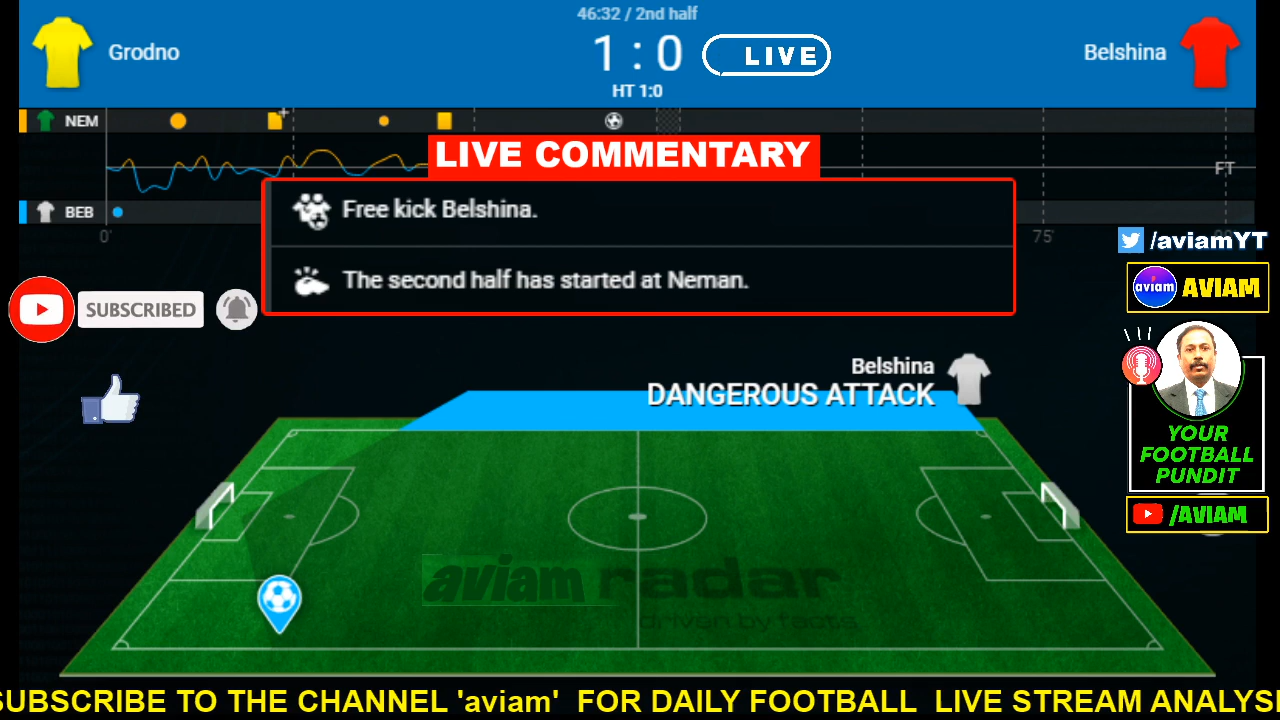 46:32 / 2nd half
Grodno
1 : 0
LIVE
Belshina
HT 1:0
NEM
LIVE COMMENTARY
FT
Free kick Belshina.
BEB
0'
75'
/aviamYT
The second half has started at Neman.
aviam AVIAM
SUBSCRIBED
Belshina
DANGEROUS ATTACK
YOUR
FOOTBALL
PUNDIT
/AVIAM
aviam radar
driven by facts
SUBSCRIBE TO THE CHANNEL 'aviam' FOR DAILY FOOTBALL LIVE STREAM ANALYS